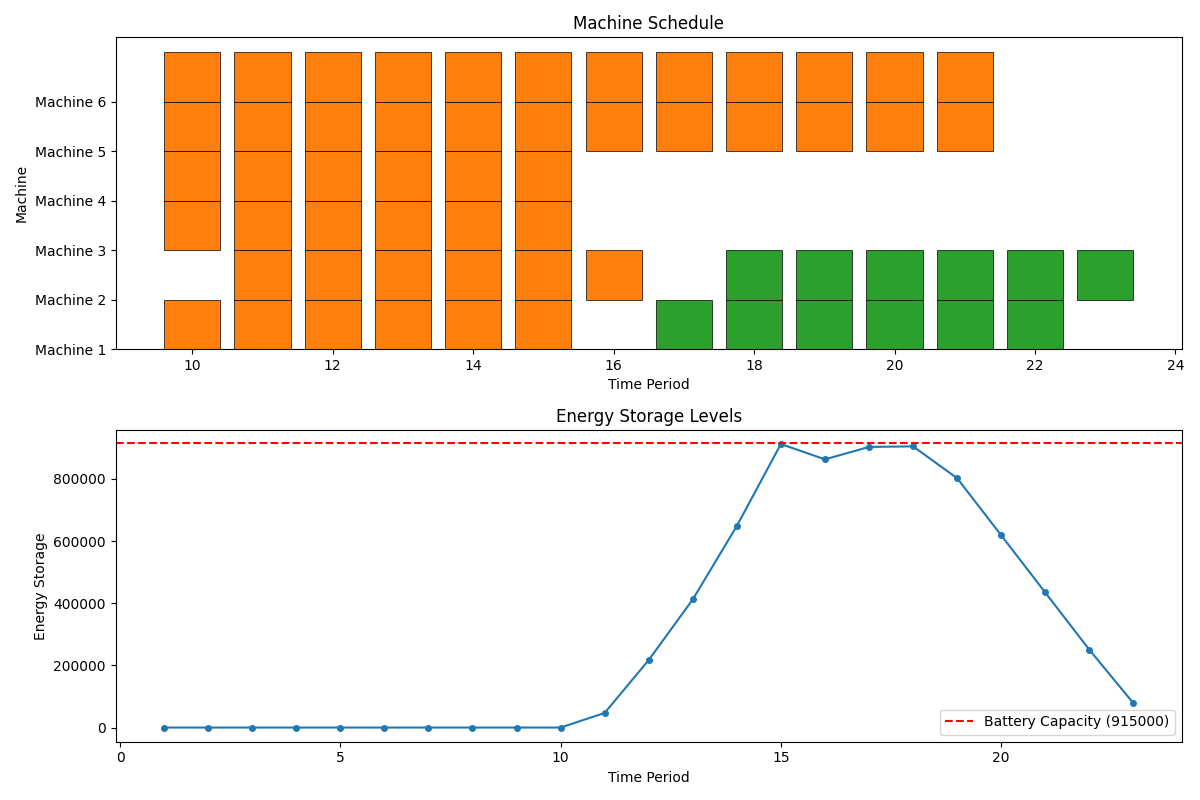 Machine Schedule
Machine 6
Machine 5
Machine 4
Machine 3
Machine 2
Machine 1
Machine
10 12 14 16 18 20 22 24
Time Period
Energy Storage Levels
800000
600000
400000
200000
0
Energy Storage
Battery Capacity (915000)
0 5 10 15 20
Time Period